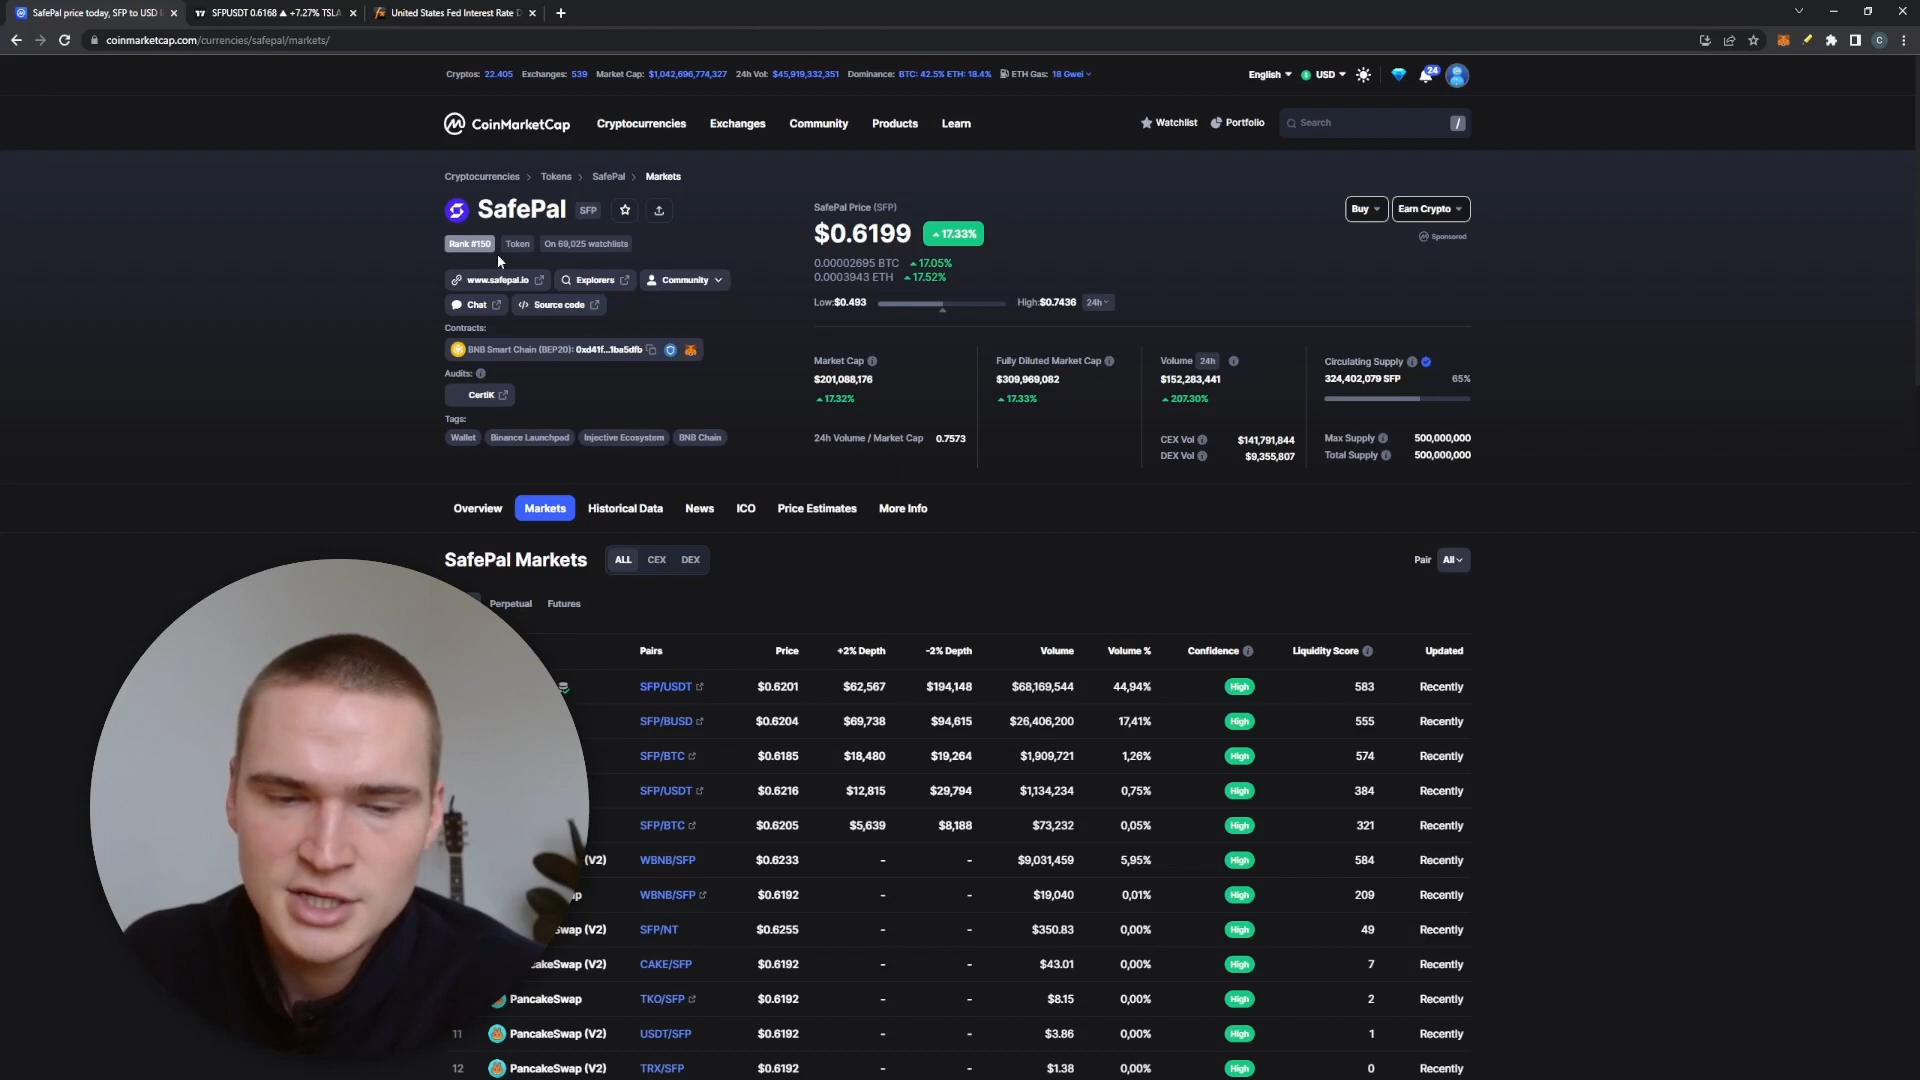 SafePal price today, SFP to USD li
SFPUSDT 0.6168 ▲ +7.27% TSLA
United States Fed Interest Rate D
coinmarketcap.com/currencies/safepal/markets/
Cryptos: 22.405 Exchanges: 539 Market Cap: $1,042,696,774,327 24h Vol: $45,919,332,351 Dominance: BTC: 42.5% ETH: 18.4% ETH Gas: 18 Gwei
English USD 24
CoinMarketCap Cryptocurrencies Exchanges Community Products Learn Watchlist Portfolio Search /
Cryptocurrencies > Tokens > SafePal > Markets
SafePal SFP
Rank #150 Token On 69,025 watchlists
www.safepal.io Explorers Community
Chat Source code
Contracts:
BNB Smart Chain (BEP20): 0xd41f...1ba5dfb
Audits:
CertiK
Tags:
Wallet Binance Launchpad Injective Ecosystem BNB Chain
SafePal Price (SFP)
$0.6199 17.33%
0.00002695 BTC 17.05%
0.0003943 ETH 17.52%
Low:$0.493 High:$0.7436 24h
Buy Earn Crypto
Sponsored
Market Cap
$201,088,176
17.32%
24h Volume / Market Cap 0.7573
Fully Diluted Market Cap
$309,969,082
17.33%
Volume 24h
$152,283,441
207.30%
CEX Vol $141,791,844
DEX Vol $9,355,807
Circulating Supply
324,402,079 SFP 65%
Max Supply 500,000,000
Total Supply 500,000,000
Overview Markets Historical Data News ICO Price Estimates More Info
SafePal Markets ALL CEX DEX Pair All
Perpetual Futures
Pairs Price +2% Depth -2% Depth Volume Volume % Confidence Liquidity Score Updated
SFP/USDT $0.6201 $62,567 $194,148 $68,169,544 44,94% High 583 Recently
SFP/BUSD $0.6204 $69,738 $94,615 $26,406,200 17,41% High 555 Recently
SFP/BTC $0.6185 $18,480 $19,264 $1,909,721 1,26% High 574 Recently
SFP/USDT $0.6216 $12,815 $29,794 $1,134,234 0,75% High 384 Recently
SFP/BTC $0.6205 $5,639 $8,188 $73,232 0,05% High 321 Recently
(V2) WBNB/SFP $0.6233 - - $9,031,459 5,95% High 584 Recently
WBNB/SFP $0.6192 - - $19,040 0,01% High 209 Recently
Swap (V2) SFP/NT $0.6255 - - $350.83 0,00% High 49 Recently
cakeSwap (V2) CAKE/SFP $0.6192 - - $43.01 0,00% High 7 Recently
PancakeSwap TKO/SFP $0.6192 - - $8.15 0,00% High 2 Recently
11 PancakeSwap (V2) USDT/SFP $0.6192 - - $3.86 0,00% High 1 Recently
12 PancakeSwap (V2) TRX/SFP $0.6192 - - $1.38 0,00% High 0 Recently